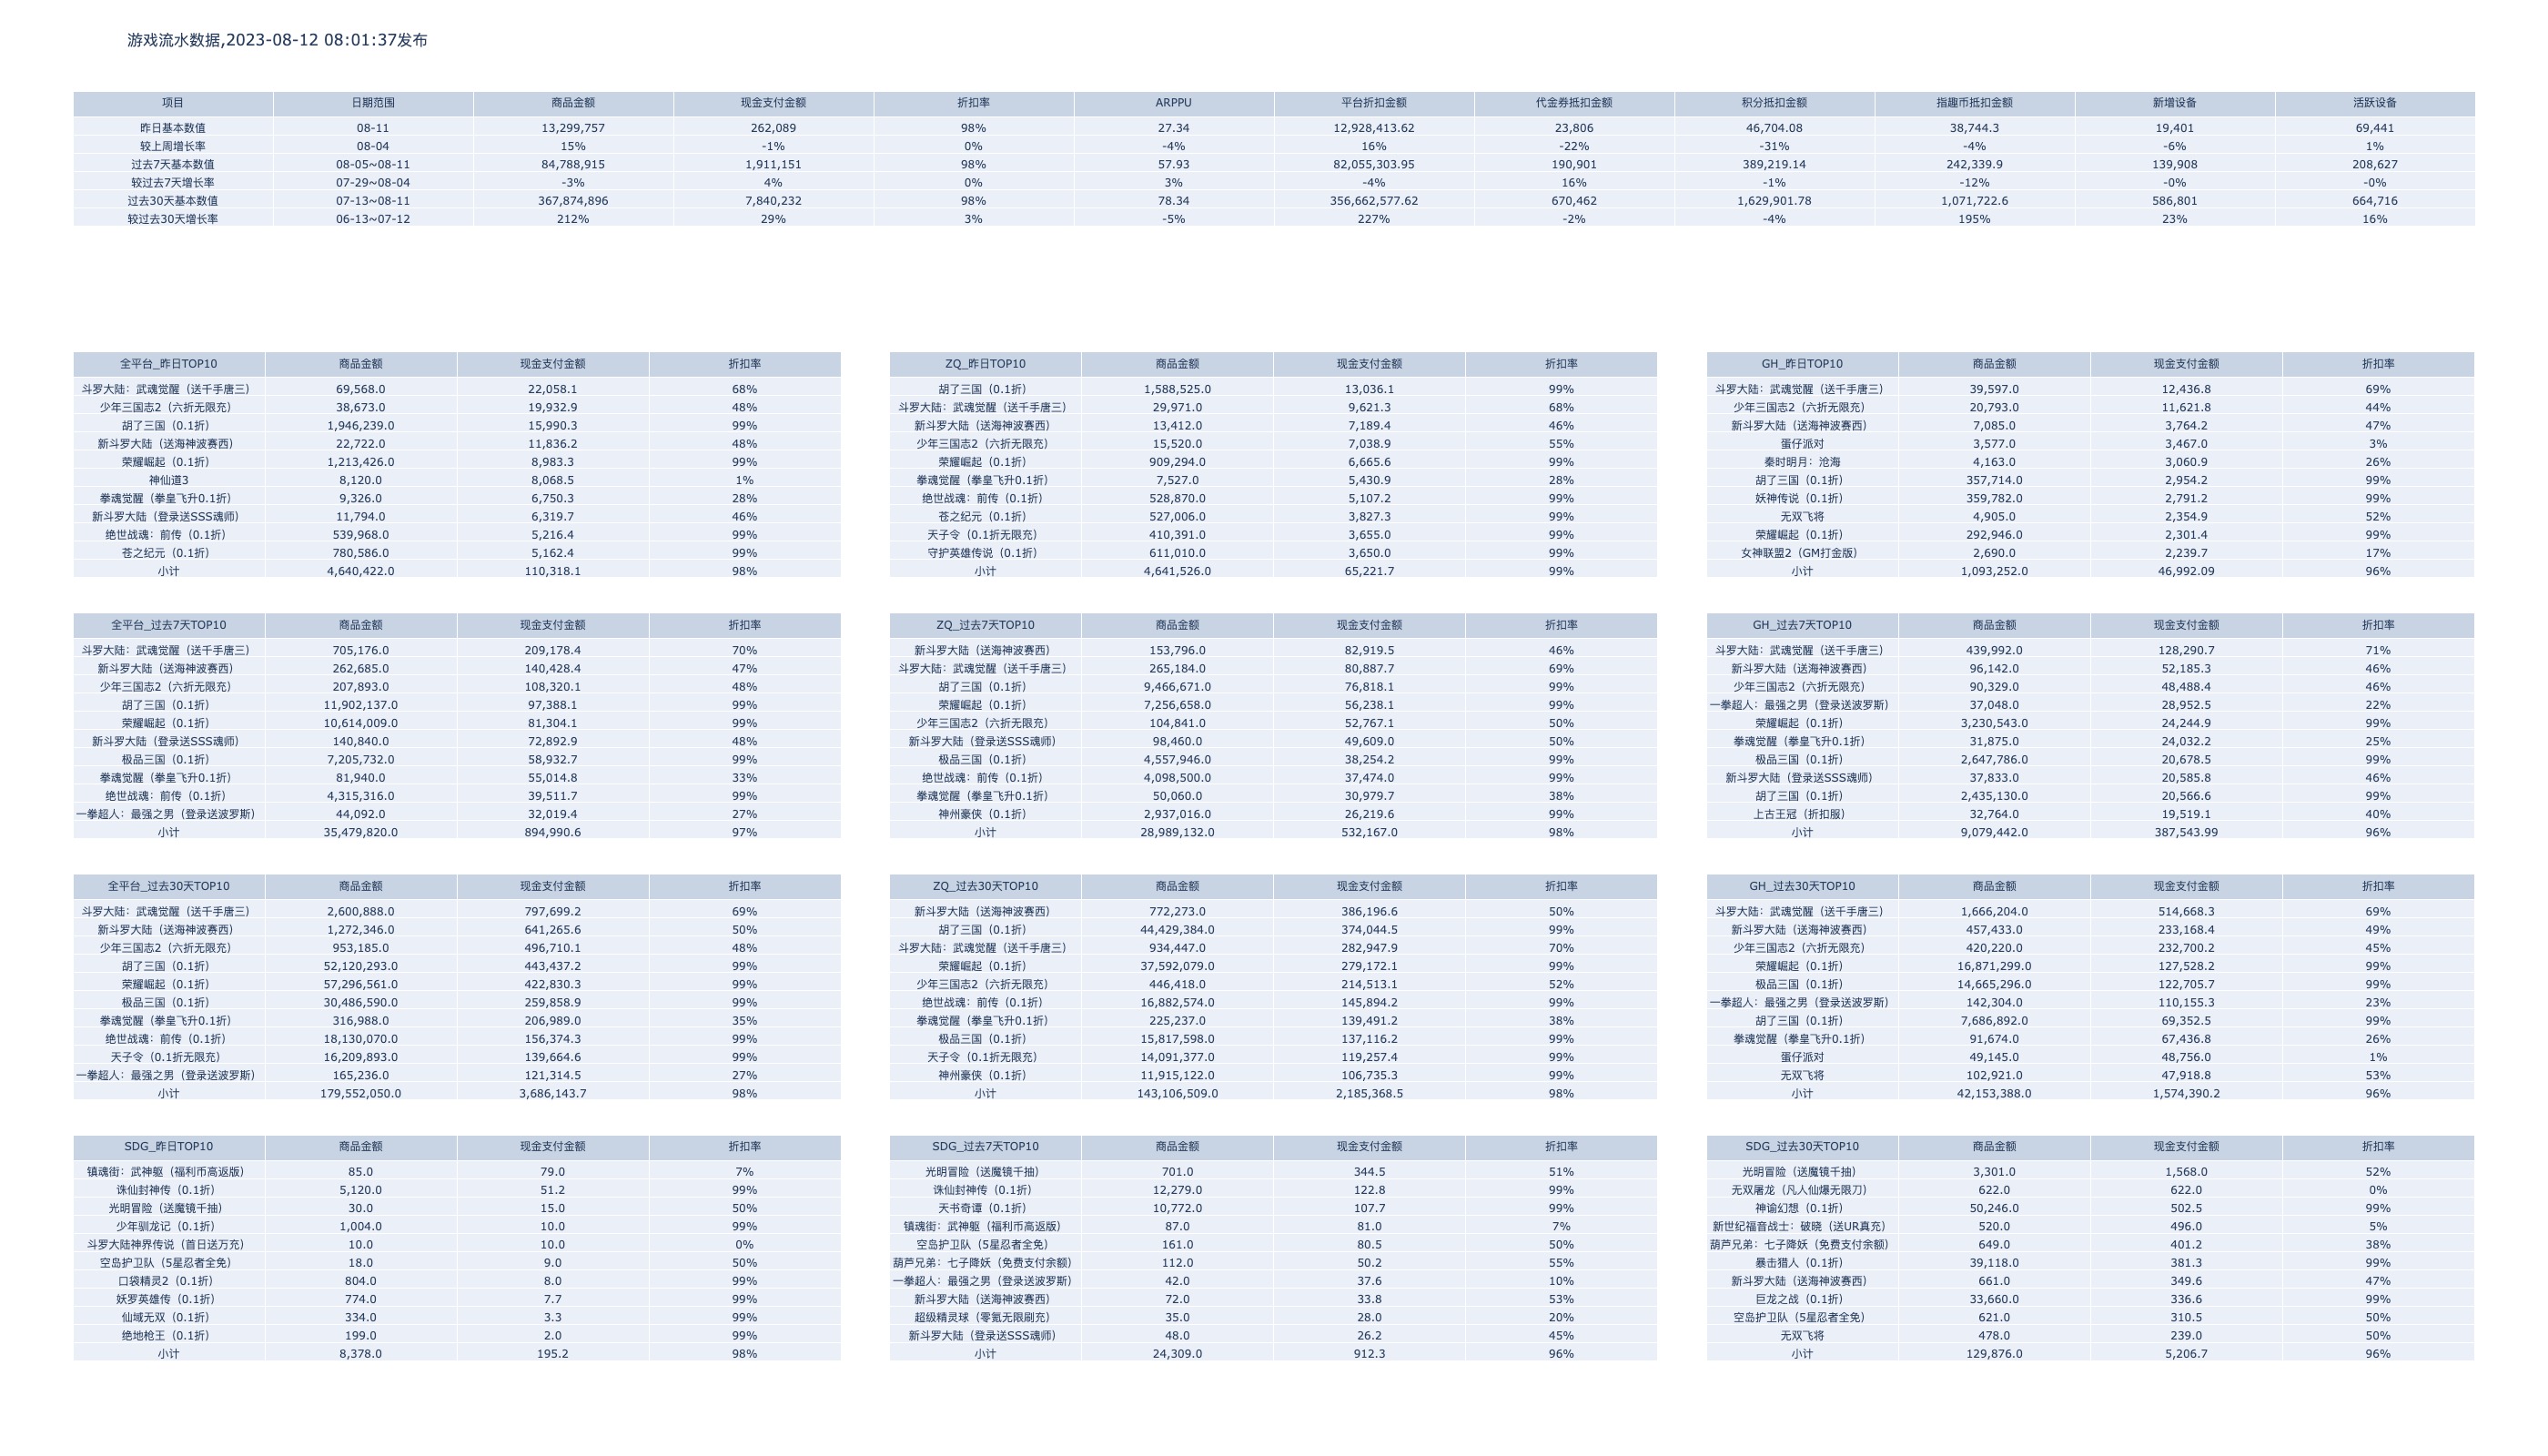 游戏流水数据,2023-08-12 08:01:37发布
项目 日期范围 商品金额 现金支付金额 折扣率 ARPPU 平台折扣金额 代金券抵扣金额 积分抵扣金额 指趣币抵扣金额 新增设备 活跃设备
昨日基本数值 08-11 13,299,757 262,089 98% 27.34 12,928,413.62 23,806 46,704.08 38,744.3 19,401 69,441
较上周增长率 08-04 15% -1% 0% -4% 16% -22% -31% -4% -6% 1%
过去7天基本数值 08-05~08-11 84,788,915 1,911,151 98% 57.93 82,055,303.95 190,901 389,219.14 242,339.9 139,908 208,627
较过去7天增长率 07-29~08-04 -3% 4% 0% 3% -4% 16% -1% -12% -0% -0%
过去30天基本数值 07-13~08-11 367,874,896 7,840,232 98% 78.34 356,662,577.62 670,462 1,629,901.78 1,071,722.6 586,801 664,716
较过去30天增长率 06-13~07-12 212% 29% 3% -5% 227% -2% -4% 195% 23% 16%
全平台_昨日TOP10 商品金额 现金支付金额 折扣率
斗罗大陆：武魂觉醒（送千手唐三） 69,568.0 22,058.1 68%
少年三国志2（六折无限充） 38,673.0 19,932.9 48%
胡了三国（0.1折） 1,946,239.0 15,990.3 99%
新斗罗大陆（送海神波赛西） 22,722.0 11,836.2 48%
荣耀崛起（0.1折） 1,213,426.0 8,983.3 99%
神仙道3 8,120.0 8,068.5 1%
拳魂觉醒（拳皇飞升0.1折） 9,326.0 6,750.3 28%
新斗罗大陆（登录送SSS魂师） 11,794.0 6,319.7 46%
绝世战魂：前传（0.1折） 539,968.0 5,216.4 99%
苍之纪元（0.1折） 780,586.0 5,162.4 99%
小计 4,640,422.0 110,318.1 98%
ZQ_昨日TOP10 商品金额 现金支付金额 折扣率
胡了三国（0.1折） 1,588,525.0 13,036.1 99%
斗罗大陆：武魂觉醒（送千手唐三） 29,971.0 9,621.3 68%
新斗罗大陆（送海神波赛西） 13,412.0 7,189.4 46%
少年三国志2（六折无限充） 15,520.0 7,038.9 55%
荣耀崛起（0.1折） 909,294.0 6,665.6 99%
拳魂觉醒（拳皇飞升0.1折） 7,527.0 5,430.9 28%
绝世战魂：前传（0.1折） 528,870.0 5,107.2 99%
苍之纪元（0.1折） 527,006.0 3,827.3 99%
天子令（0.1折无限充） 410,391.0 3,655.0 99%
守护英雄传说（0.1折） 611,010.0 3,650.0 99%
小计 4,641,526.0 65,221.7 99%
GH_昨日TOP10 商品金额 现金支付金额 折扣率
斗罗大陆：武魂觉醒（送千手唐三） 39,597.0 12,436.8 69%
少年三国志2（六折无限充） 20,793.0 11,621.8 44%
新斗罗大陆（送海神波赛西） 7,085.0 3,764.2 47%
蛋仔派对 3,577.0 3,467.0 3%
秦时明月：沧海 4,163.0 3,060.9 26%
胡了三国（0.1折） 357,714.0 2,954.2 99%
妖神传说（0.1折） 359,782.0 2,791.2 99%
无双飞将 4,905.0 2,354.9 52%
荣耀崛起（0.1折） 292,946.0 2,301.4 99%
女神联盟2（GM打金版） 2,690.0 2,239.7 17%
小计 1,093,252.0 46,992.09 96%
全平台_过去7天TOP10 商品金额 现金支付金额 折扣率
斗罗大陆：武魂觉醒（送千手唐三） 705,176.0 209,178.4 70%
新斗罗大陆（送海神波赛西） 262,685.0 140,428.4 47%
少年三国志2（六折无限充） 207,893.0 108,320.1 48%
胡了三国（0.1折） 11,902,137.0 97,388.1 99%
荣耀崛起（0.1折） 10,614,009.0 81,304.1 99%
新斗罗大陆（登录送SSS魂师） 140,840.0 72,892.9 48%
极品三国（0.1折） 7,205,732.0 58,932.7 99%
拳魂觉醒（拳皇飞升0.1折） 81,940.0 55,014.8 33%
绝世战魂：前传（0.1折） 4,315,316.0 39,511.7 99%
一拳超人：最强之男（登录送波罗斯） 44,092.0 32,019.4 27%
小计 35,479,820.0 894,990.6 97%
ZQ_过去7天TOP10 商品金额 现金支付金额 折扣率
新斗罗大陆（送海神波赛西） 153,796.0 82,919.5 46%
斗罗大陆：武魂觉醒（送千手唐三） 265,184.0 80,887.7 69%
胡了三国（0.1折） 9,466,671.0 76,818.1 99%
荣耀崛起（0.1折） 7,256,658.0 56,238.1 99%
少年三国志2（六折无限充） 104,841.0 52,767.1 50%
新斗罗大陆（登录送SSS魂师） 98,460.0 49,609.0 50%
极品三国（0.1折） 4,557,946.0 38,254.2 99%
绝世战魂：前传（0.1折） 4,098,500.0 37,474.0 99%
拳魂觉醒（拳皇飞升0.1折） 50,060.0 30,979.7 38%
神州豪侠（0.1折） 2,937,016.0 26,219.6 99%
小计 28,989,132.0 532,167.0 98%
GH_过去7天TOP10 商品金额 现金支付金额 折扣率
斗罗大陆：武魂觉醒（送千手唐三） 439,992.0 128,290.7 71%
新斗罗大陆（送海神波赛西） 96,142.0 52,185.3 46%
少年三国志2（六折无限充） 90,329.0 48,488.4 46%
一拳超人：最强之男（登录送波罗斯） 37,048.0 28,952.5 22%
荣耀崛起（0.1折） 3,230,543.0 24,244.9 99%
拳魂觉醒（拳皇飞升0.1折） 31,875.0 24,032.2 25%
极品三国（0.1折） 2,647,786.0 20,678.5 99%
新斗罗大陆（登录送SSS魂师） 37,833.0 20,585.8 46%
胡了三国（0.1折） 2,435,130.0 20,566.6 99%
上古王冠（折扣服） 32,764.0 19,519.1 40%
小计 9,079,442.0 387,543.99 96%
全平台_过去30天TOP10 商品金额 现金支付金额 折扣率
斗罗大陆：武魂觉醒（送千手唐三） 2,600,888.0 797,699.2 69%
新斗罗大陆（送海神波赛西） 1,272,346.0 641,265.6 50%
少年三国志2（六折无限充） 953,185.0 496,710.1 48%
胡了三国（0.1折） 52,120,293.0 443,437.2 99%
荣耀崛起（0.1折） 57,296,561.0 422,830.3 99%
极品三国（0.1折） 30,486,590.0 259,858.9 99%
拳魂觉醒（拳皇飞升0.1折） 316,988.0 206,989.0 35%
绝世战魂：前传（0.1折） 18,130,070.0 156,374.3 99%
天子令（0.1折无限充） 16,209,893.0 139,664.6 99%
一拳超人：最强之男（登录送波罗斯） 165,236.0 121,314.5 27%
小计 179,552,050.0 3,686,143.7 98%
ZQ_过去30天TOP10 商品金额 现金支付金额 折扣率
新斗罗大陆（送海神波赛西） 772,273.0 386,196.6 50%
胡了三国（0.1折） 44,429,384.0 374,044.5 99%
斗罗大陆：武魂觉醒（送千手唐三） 934,447.0 282,947.9 70%
荣耀崛起（0.1折） 37,592,079.0 279,172.1 99%
少年三国志2（六折无限充） 446,418.0 214,513.1 52%
绝世战魂：前传（0.1折） 16,882,574.0 145,894.2 99%
拳魂觉醒（拳皇飞升0.1折） 225,237.0 139,491.2 38%
极品三国（0.1折） 15,817,598.0 137,116.2 99%
天子令（0.1折无限充） 14,091,377.0 119,257.4 99%
神州豪侠（0.1折） 11,915,122.0 106,735.3 99%
小计 143,106,509.0 2,185,368.5 98%
GH_过去30天TOP10 商品金额 现金支付金额 折扣率
斗罗大陆：武魂觉醒（送千手唐三） 1,666,204.0 514,668.3 69%
新斗罗大陆（送海神波赛西） 457,433.0 233,168.4 49%
少年三国志2（六折无限充） 420,220.0 232,700.2 45%
荣耀崛起（0.1折） 16,871,299.0 127,528.2 99%
极品三国（0.1折） 14,665,296.0 122,705.7 99%
一拳超人：最强之男（登录送波罗斯） 142,304.0 110,155.3 23%
胡了三国（0.1折） 7,686,892.0 69,352.5 99%
拳魂觉醒（拳皇飞升0.1折） 91,674.0 67,436.8 26%
蛋仔派对 49,145.0 48,756.0 1%
无双飞将 102,921.0 47,918.8 53%
小计 42,153,388.0 1,574,390.2 96%
SDG_昨日TOP10 商品金额 现金支付金额 折扣率
镇魂街：武神躯（福利币高返版） 85.0 79.0 7%
诛仙封神传（0.1折） 5,120.0 51.2 99%
光明冒险（送魔镜千抽） 30.0 15.0 50%
少年驯龙记（0.1折） 1,004.0 10.0 99%
斗罗大陆神界传说（首日送万充） 10.0 10.0 0%
空岛护卫队（5星忍者全免） 18.0 9.0 50%
口袋精灵2（0.1折） 804.0 8.0 99%
妖罗英雄传（0.1折） 774.0 7.7 99%
仙域无双（0.1折） 334.0 3.3 99%
绝地枪王（0.1折） 199.0 2.0 99%
小计 8,378.0 195.2 98%
SDG_过去7天TOP10 商品金额 现金支付金额 折扣率
光明冒险（送魔镜千抽） 701.0 344.5 51%
诛仙封神传（0.1折） 12,279.0 122.8 99%
天书奇谭（0.1折） 10,772.0 107.7 99%
镇魂街：武神躯（福利币高返版） 87.0 81.0 7%
空岛护卫队（5星忍者全免） 161.0 80.5 50%
葫芦兄弟：七子降妖（免费支付余额） 112.0 50.2 55%
一拳超人：最强之男（登录送波罗斯） 42.0 37.6 10%
新斗罗大陆（送海神波赛西） 72.0 33.8 53%
超级精灵球（零氪无限刷充） 35.0 28.0 20%
新斗罗大陆（登录送SSS魂师） 48.0 26.2 45%
小计 24,309.0 912.3 96%
SDG_过去30天TOP10 商品金额 现金支付金额 折扣率
光明冒险（送魔镜千抽） 3,301.0 1,568.0 52%
无双屠龙（凡人仙爆无限刀） 622.0 622.0 0%
神谕幻想（0.1折） 50,246.0 502.5 99%
新世纪福音战士：破晓（送UR真充） 520.0 496.0 5%
葫芦兄弟：七子降妖（免费支付余额） 649.0 401.2 38%
暴击猎人（0.1折） 39,118.0 381.3 99%
新斗罗大陆（送海神波赛西） 661.0 349.6 47%
巨龙之战（0.1折） 33,660.0 336.6 99%
空岛护卫队（5星忍者全免） 621.0 310.5 50%
无双飞将 478.0 239.0 50%
小计 129,876.0 5,206.7 96%